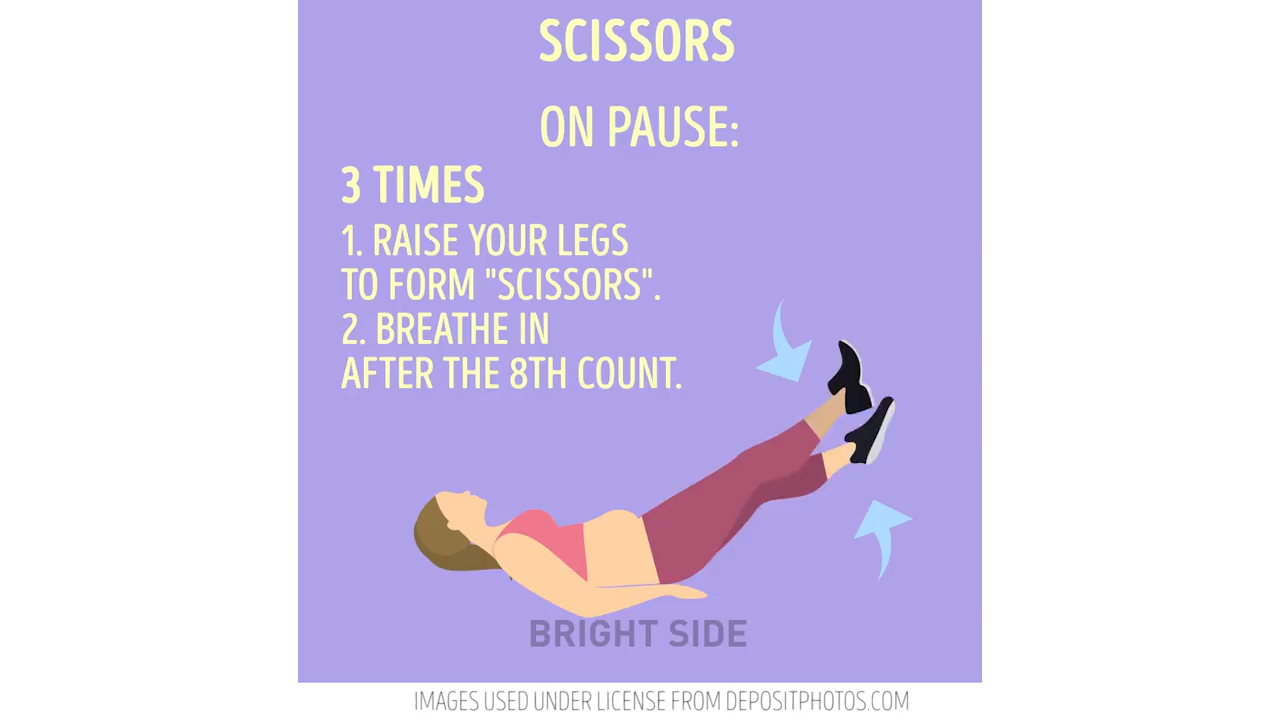 SCISSORS
ON PAUSE:
3 TIMES
1. RAISE YOUR LEGS
TO FORM "SCISSORS".
2. BREATHE IN
AFTER THE 8TH COUNT.
BRIGHT SIDE
IMAGES USED UNDER LICENSE FROM DEPOSITPHOTOS.COM